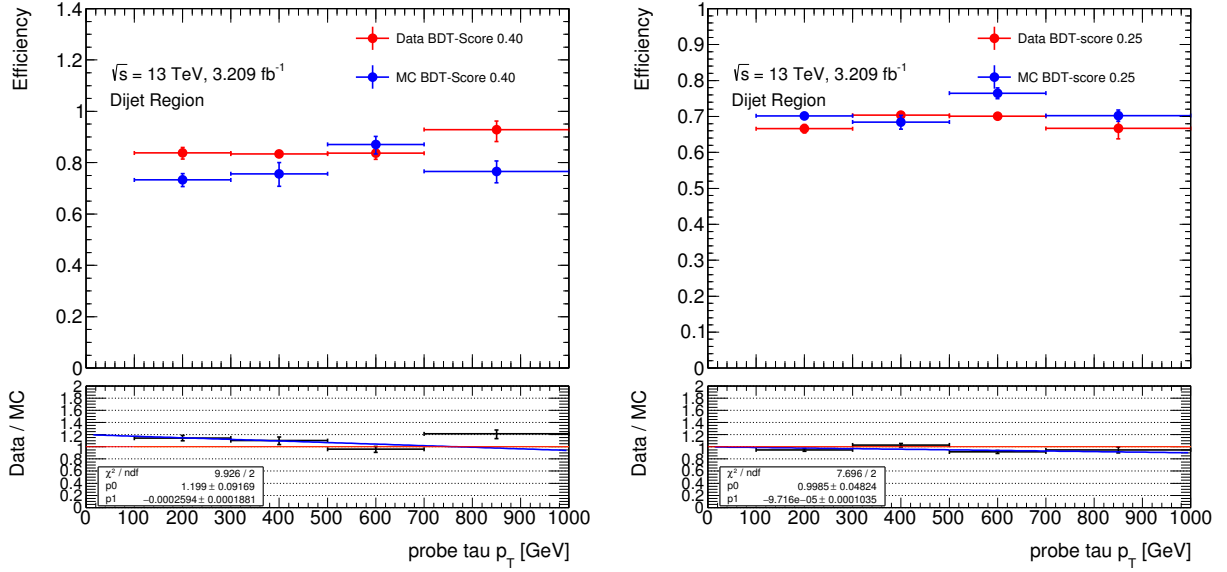 Efficiency
1.4
1.2
1
0.8
0.6
0.4
0.2
0
Data BDT-Score 0.40
MC BDT-Score 0.40
√s = 13 TeV, 3.209 fb⁻¹
Dijet Region
Data / MC
2
1.8
1.6
1.4
1.2
1
0.8
0.6
0.4
0.2
0
χ² / ndf 9.926 / 2
p0 1.199 ± 0.09169
p1 −0.0002594 ± 0.0001881
0 100 200 300 400 500 600 700 800 900 1000
probe tau p_T [GeV]
Efficiency
1
0.9
0.8
0.7
0.6
0.5
0.4
0.3
0.2
0.1
0
Data BDT-Score 0.25
MC BDT-score 0.25
√s = 13 TeV, 3.209 fb⁻¹
Dijet Region
Data / MC
2
1.8
1.6
1.4
1.2
1
0.8
0.6
0.4
0.2
0
χ² / ndf 7.696 / 2
p0 0.9985 ± 0.04824
p1 −9.716e−05 ± 0.0001035
0 100 200 300 400 500 600 700 800 900 1000
probe tau p_T [GeV]